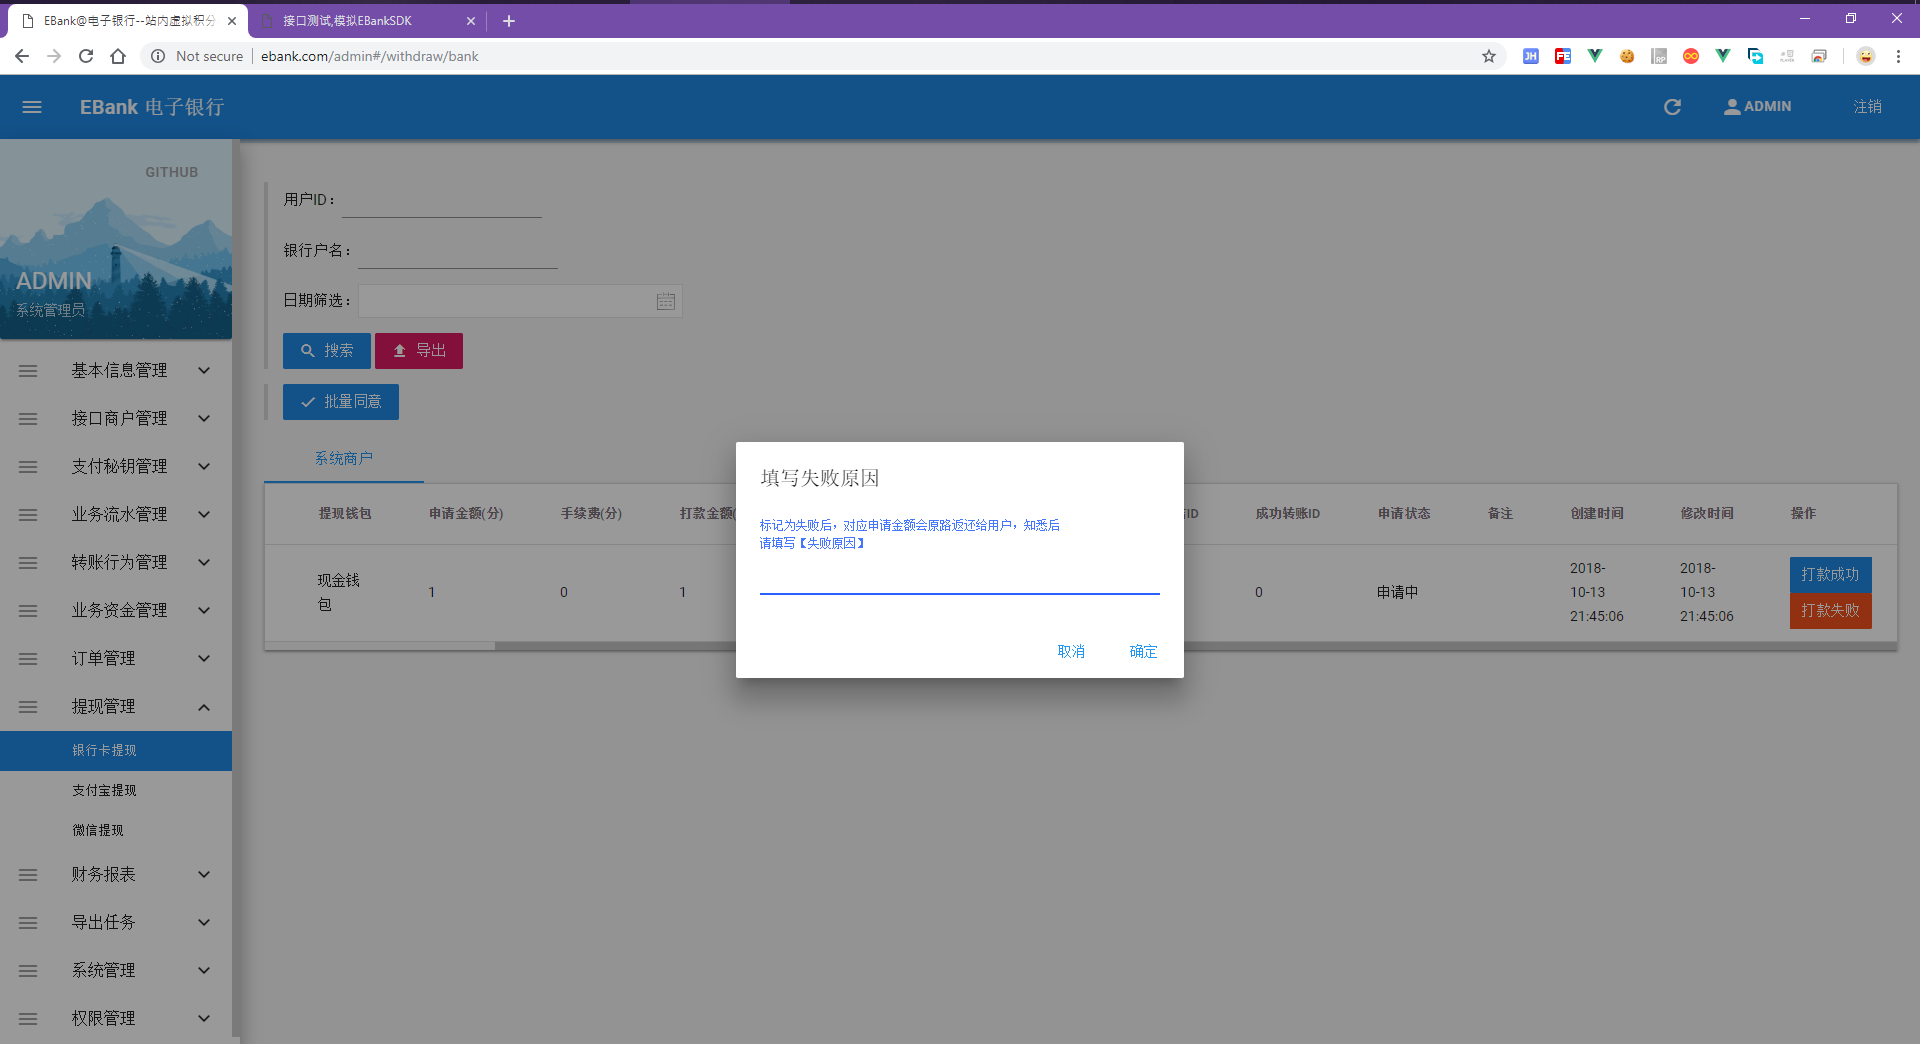 EBank@电子银行--站内虚拟积分
接口测试,模拟EBankSDK
Not secure
ebank.com/admin#/withdraw/bank
EBank 电子银行
ADMIN
注销
GITHUB
ADMIN
系统管理员
基本信息管理
接口商户管理
支付秘钥管理
业务流水管理
转账行为管理
业务资金管理
订单管理
提现管理
银行卡提现
支付宝提现
微信提现
财务报表
导出任务
系统管理
权限管理
用户ID：
银行户名：
日期筛选：
搜索
导出
批量同意
系统商户
提现钱包
申请金额(分)
手续费(分)
打款金额(
ID
成功转账ID
申请状态
备注
创建时间
修改时间
操作
现金钱
包
1
0
1
0
申请中
2018-
10-13
21:45:06
2018-
10-13
21:45:06
打款成功
打款失败
填写失败原因
标记为失败后，对应申请金额会原路返还给用户，知悉后
请填写【失败原因】
取消
确定